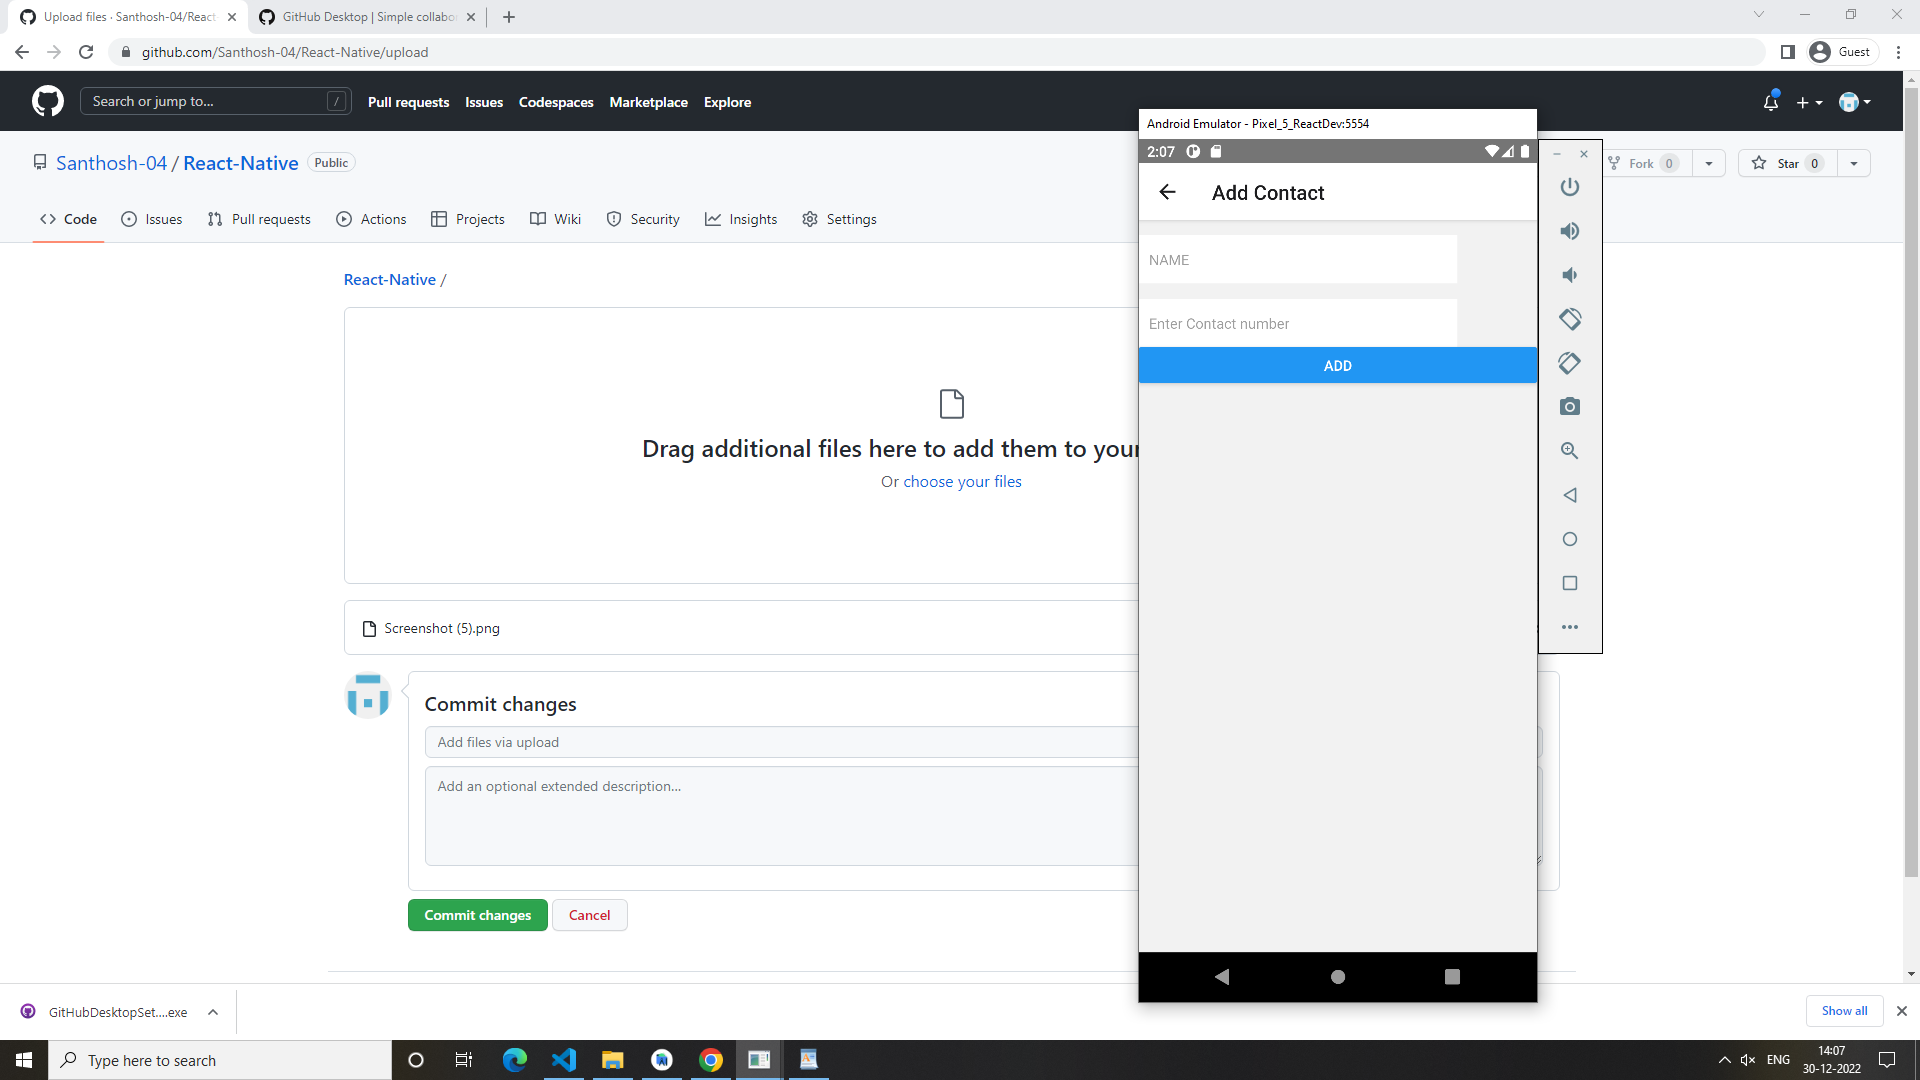 Upload files · Santhosh-04/React
GitHub Desktop | Simple collabo
github.com/Santhosh-04/React-Native/upload
Guest
Search or jump to...
/
Pull requests
Issues
Codespaces
Marketplace
Explore
Santhosh-04 / React-Native
Public
Fork 0
Star 0
Code
Issues
Pull requests
Actions
Projects
Wiki
Security
Insights
Settings
React-Native /
Drag additional files here to add them to your
Or choose your files
Screenshot (5).png
Commit changes
Add files via upload
Add an optional extended description...
Commit changes
Cancel
Android Emulator - Pixel_5_ReactDev:5554
2:07
Add Contact
NAME
Enter Contact number
ADD
GitHubDesktopSet....exe
Show all
Type here to search
ENG
14:07
30-12-2022